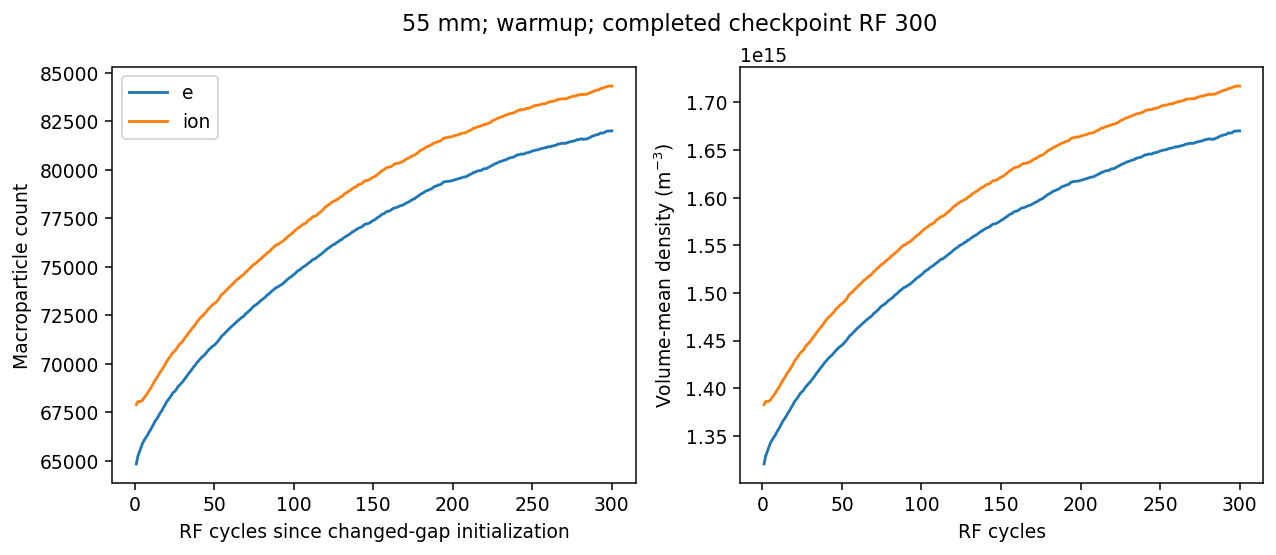 55 mm; warmup; completed checkpoint RF 300
Macroparticle count
85000
82500
80000
77500
75000
72500
70000
67500
65000
e
ion
0 50 100 150 200 250 300
RF cycles since changed-gap initialization
1e15
Volume-mean density (m⁻³)
1.70
1.65
1.60
1.55
1.50
1.45
1.40
1.35
0 50 100 150 200 250 300
RF cycles